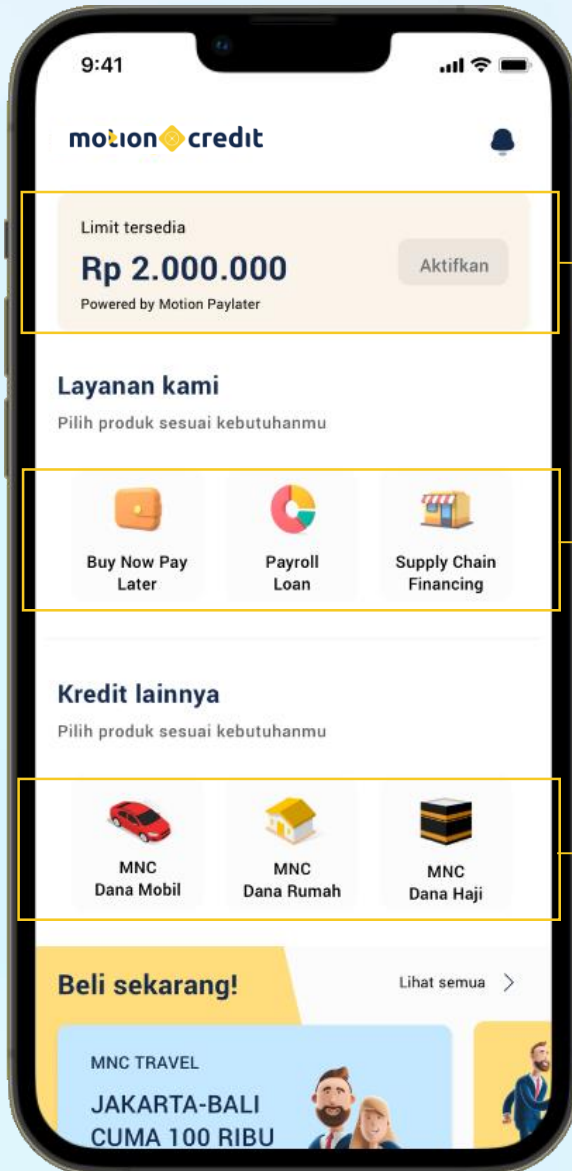 9:41
motion credit
Limit tersedia
Rp 2.000.000
Aktifkan
Powered by Motion Paylater
Layanan kami
Pilih produk sesuai kebutuhanmu
Buy Now Pay
Later
Payroll
Loan
Supply Chain
Financing
Kredit lainnya
Pilih produk sesuai kebutuhanmu
MNC
Dana Mobil
MNC
Dana Rumah
MNC
Dana Haji
Beli sekarang!
Lihat semua
MNC TRAVEL
JAKARTA-BALI
CUMA 100 RIBU